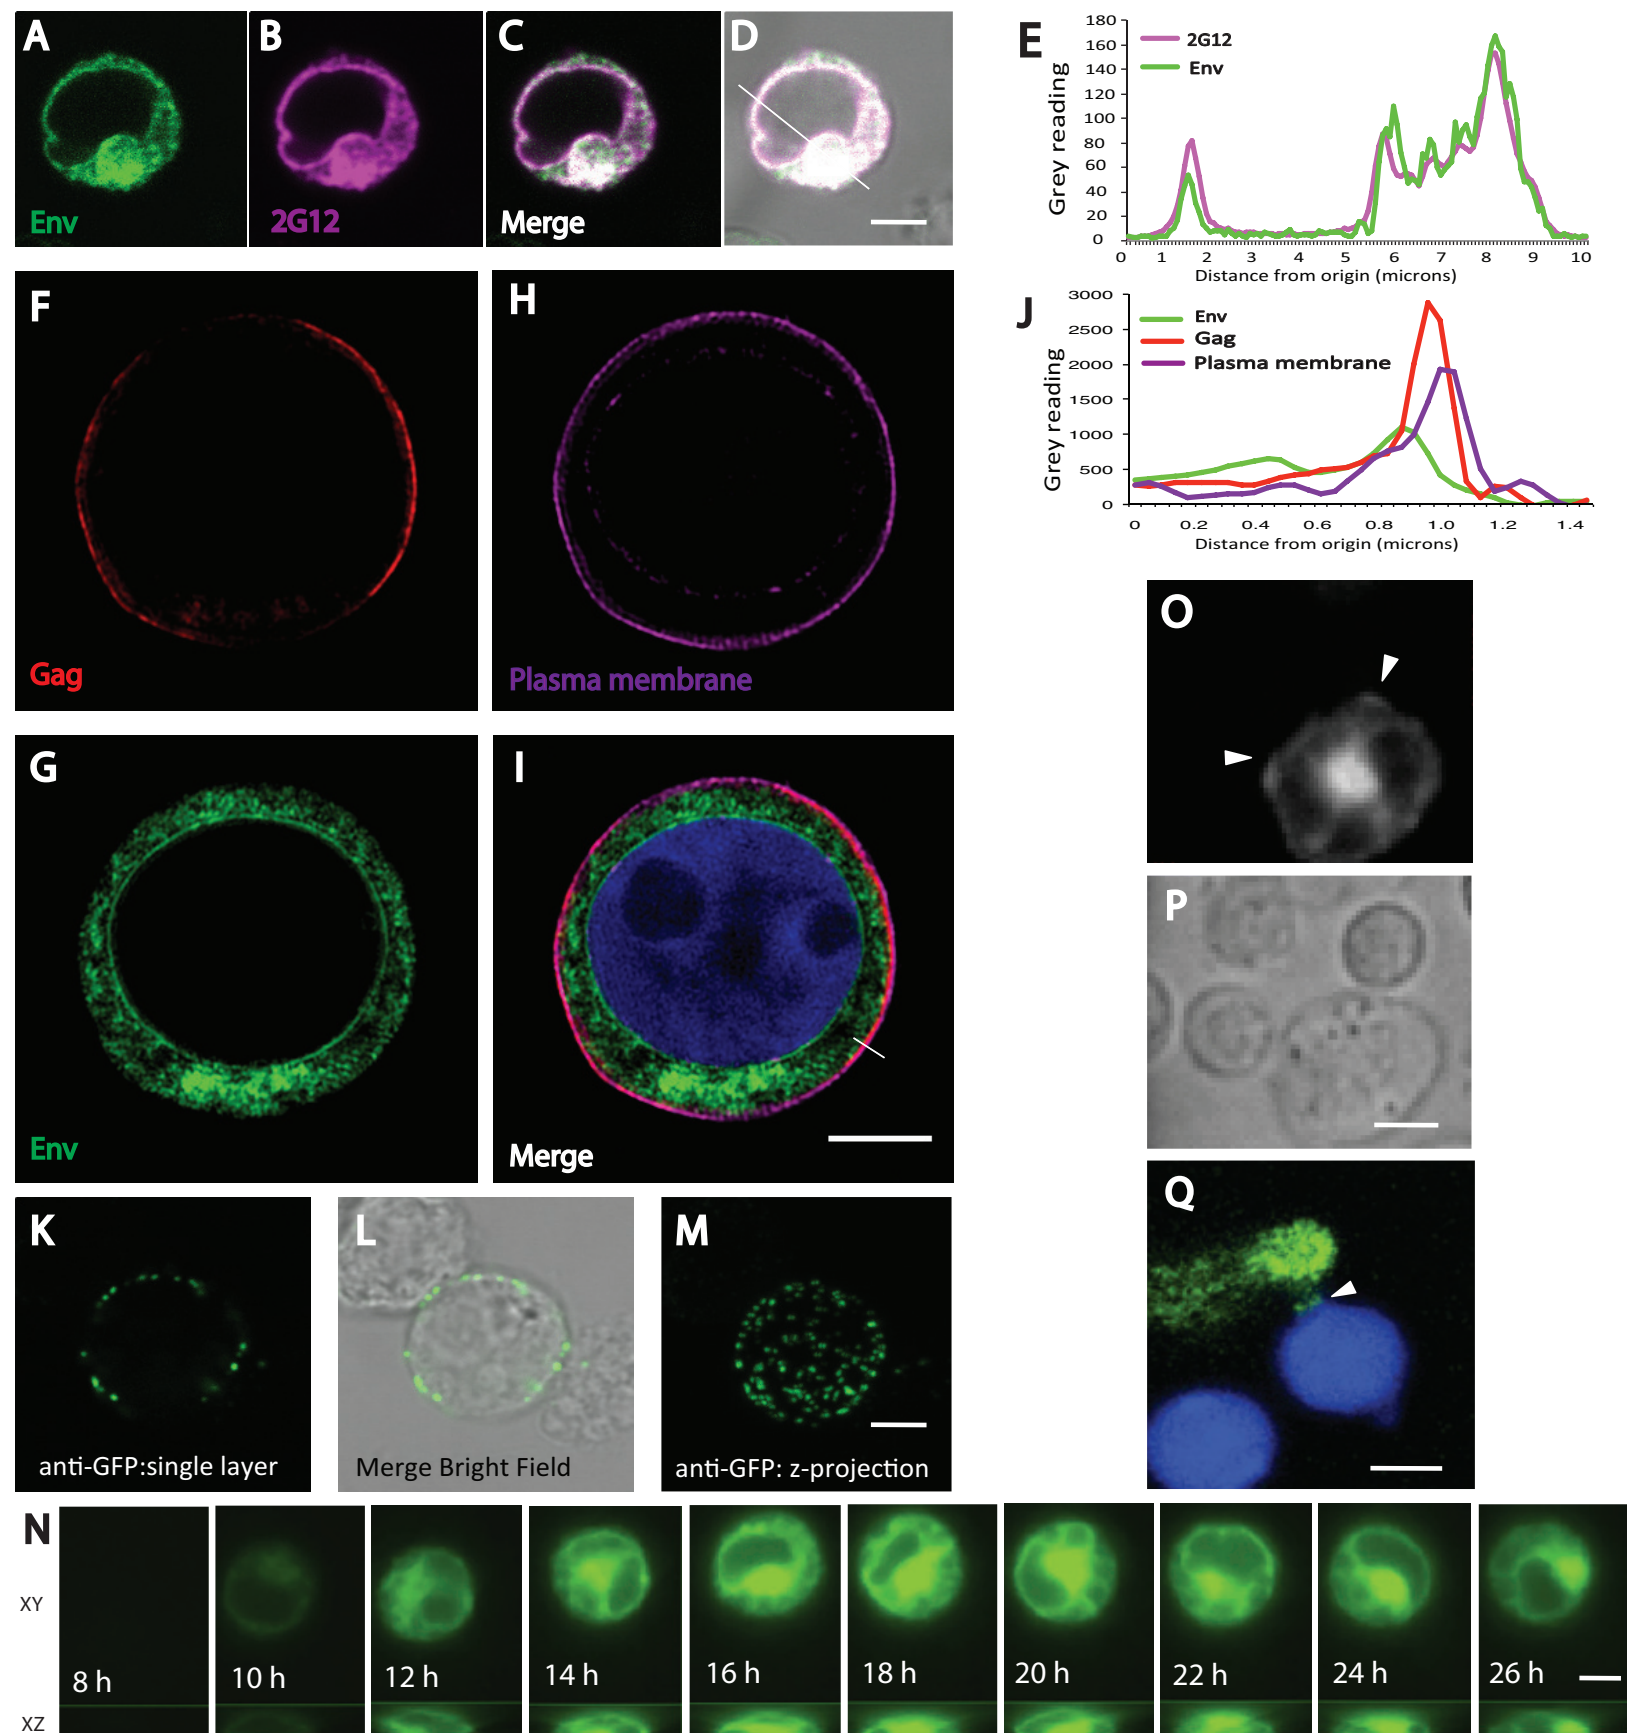 A
Env
B
2G12
C
Merge
D
E
180
160
140
120
100
80
60
40
20
0
Grey reading
2G12
Env
0 1 2 3 4 5 6 7 8 9 10
Distance from origin (microns)
F
Gag
H
Plasma membrane
J
3000
2500
2000
1500
1000
500
0
Grey reading
Env
Gag
Plasma membrane
0 0.2 0.4 0.6 0.8 1.0 1.2 1.4
Distance from origin (microns)
G
Env
I
Merge
O
P
Q
K
anti-GFP:single layer
L
Merge Bright Field
M
anti-GFP: z-projection
N
XY
8 h
10 h
12 h
14 h
16 h
18 h
20 h
22 h
24 h
26 h
XZ